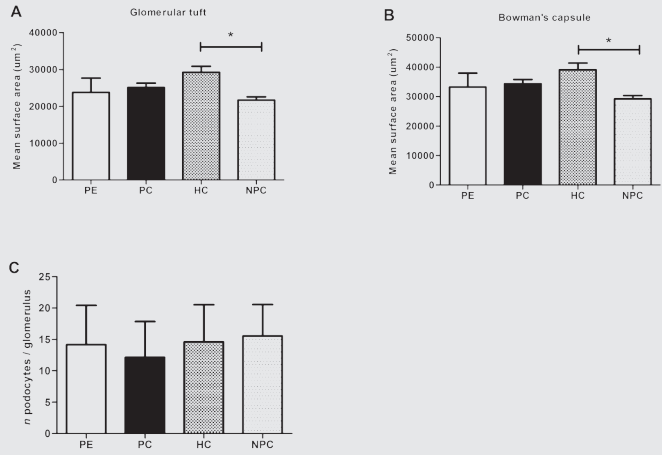 A
Glomerular tuft
Mean surface area (um²)
40000
30000
20000
10000
0
*
PE PC HC NPC
B
Bowman's capsule
Mean surface area (um²)
50000
40000
30000
20000
10000
0
*
PE PC HC NPC
C
n podocytes / glomerulus
25
20
15
10
5
0
PE PC HC NPC